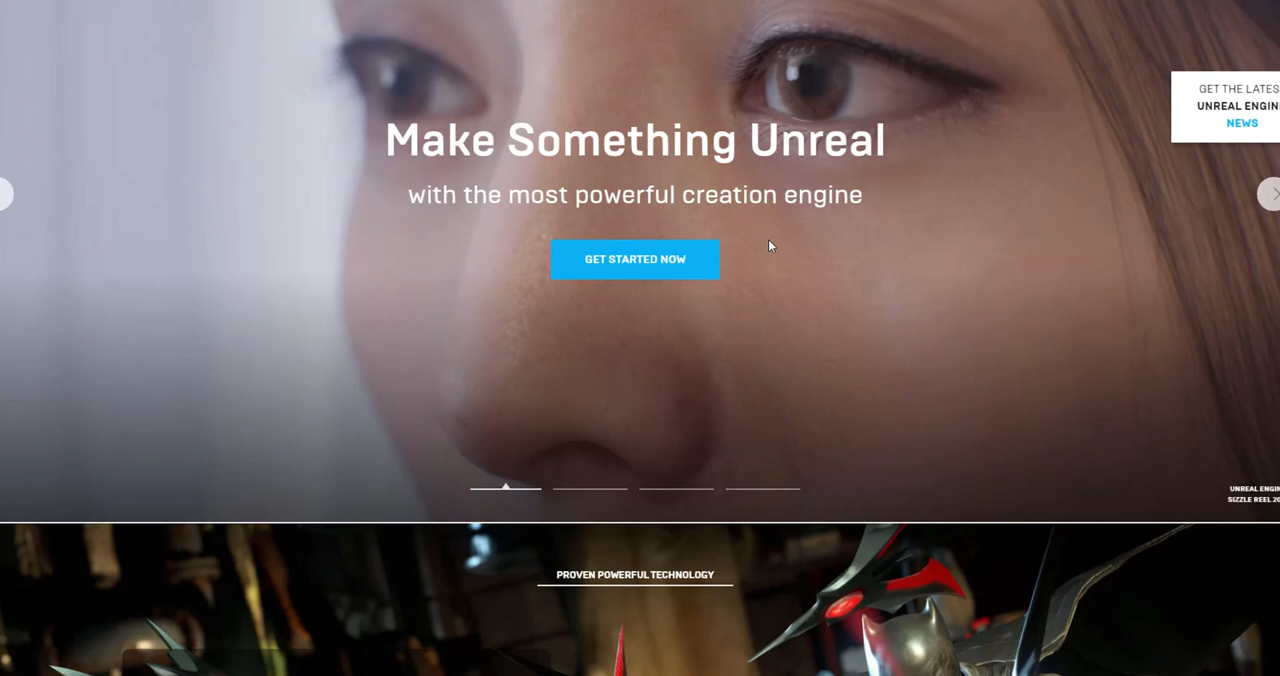 GET THE LATES
UNREAL ENGIN
NEWS
Make Something Unreal
with the most powerful creation engine
GET STARTED NOW
UNREAL ENGIN
SIZZLE REEL 20
PROVEN POWERFUL TECHNOLOGY